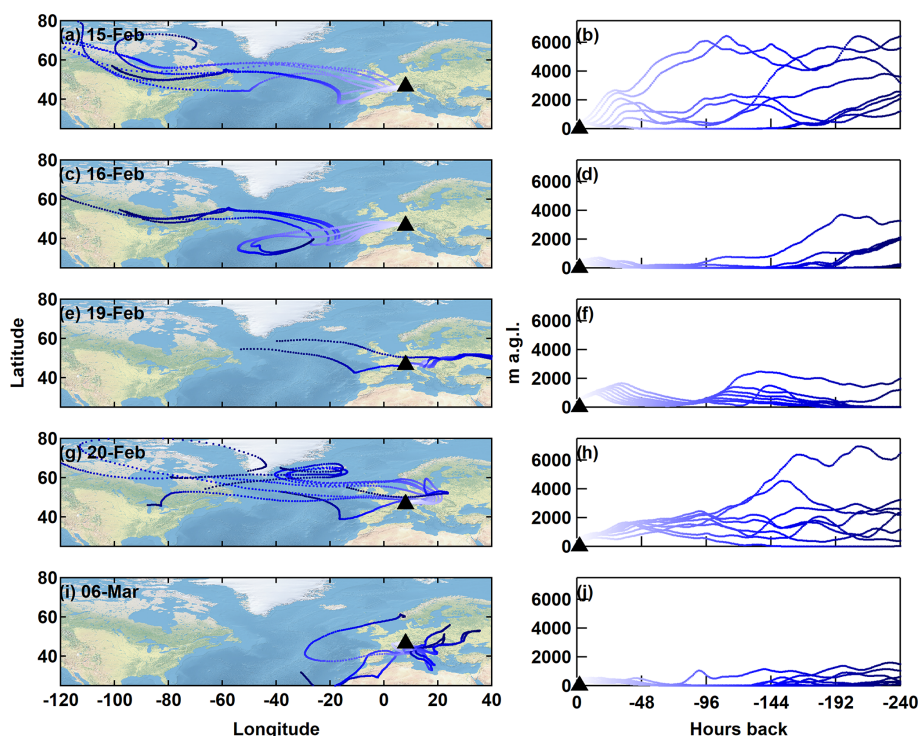 80
60
40
(a) 15-Feb
6000
4000
2000
0
(b)
80
60
40
(c) 16-Feb
6000
4000
2000
0
(d)
80
60
40
(e) 19-Feb
6000
4000
2000
0
(f)
Latitude
m a.g.l.
80
60
40
(g) 20-Feb
6000
4000
2000
0
(h)
80
60
40
(i) 06-Mar
6000
4000
2000
0
(j)
-120 -100 -80 -60 -40 -20 0 20 40
0 -48 -96 -144 -192 -240
Longitude
Hours back